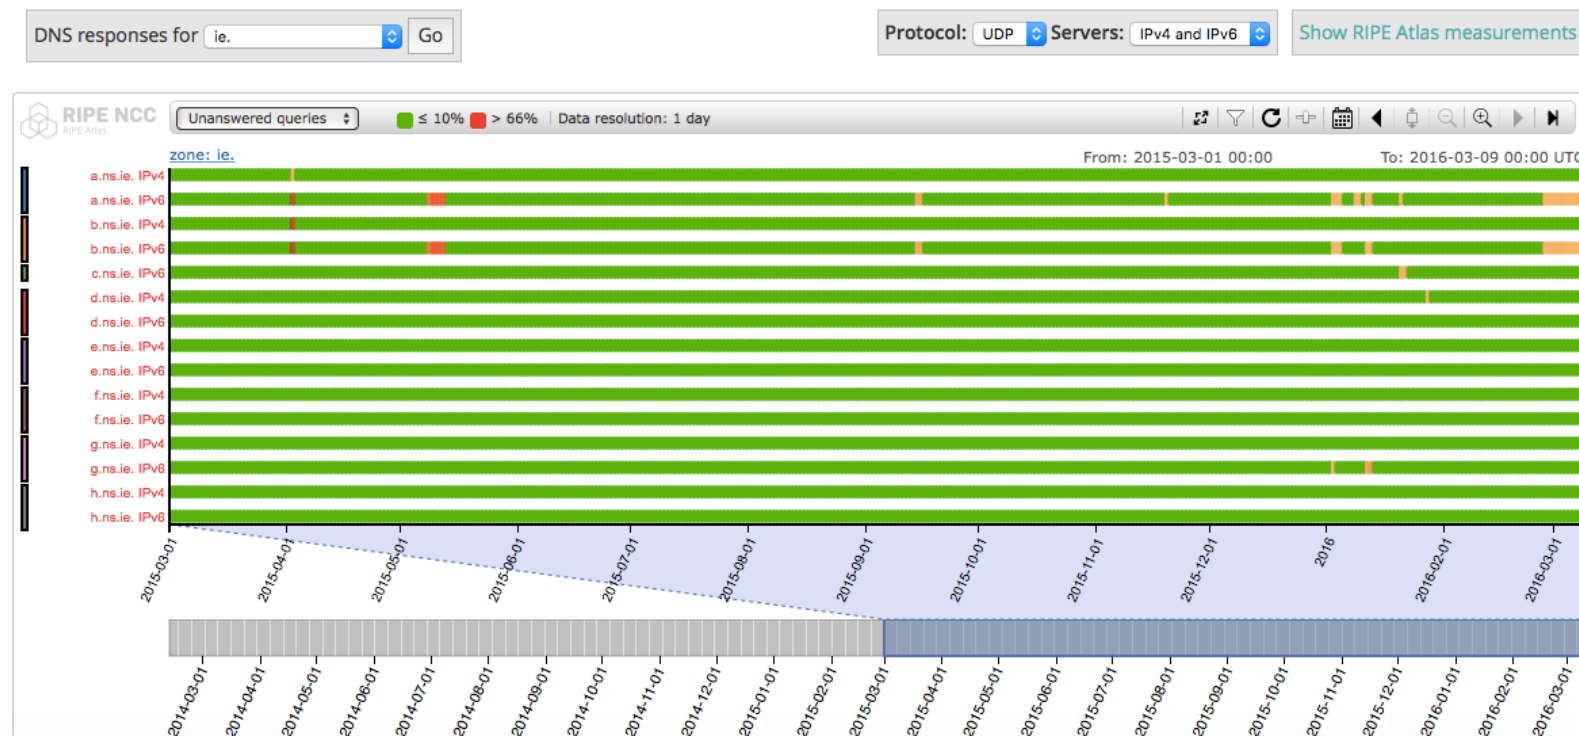 DNS responses for ie. Go Protocol: UDP Servers: IPv4 and IPv6 Show RIPE Atlas measurements
RIPE NCC
RIPE Atlas
Unanswered queries ≤ 10% > 66% Data resolution: 1 day
zone: ie. From: 2015-03-01 00:00 To: 2016-03-09 00:00 UTC
a.ns.ie. IPv4
a.ns.ie. IPv6
b.ns.ie. IPv4
b.ns.ie. IPv6
c.ns.ie. IPv6
d.ns.ie. IPv4
d.ns.ie. IPv6
e.ns.ie. IPv4
e.ns.ie. IPv6
f.ns.ie. IPv4
f.ns.ie. IPv6
g.ns.ie. IPv4
g.ns.ie. IPv6
h.ns.ie. IPv4
h.ns.ie. IPv6
2015-03-01 2015-04-01 2015-05-01 2015-06-01 2015-07-01 2015-08-01 2015-09-01 2015-10-01 2015-11-01 2015-12-01 2016 2016-02-01 2016-03-01
2014-03-01 2014-04-01 2014-05-01 2014-06-01 2014-07-01 2014-08-01 2014-09-01 2014-10-01 2014-11-01 2014-12-01 2015-01-01 2015-02-01 2015-03-01 2015-04-01 2015-05-01 2015-06-01 2015-07-01 2015-08-01 2015-09-01 2015-10-01 2015-11-01 2015-12-01 2016-01-01 2016-02-01 2016-03-01